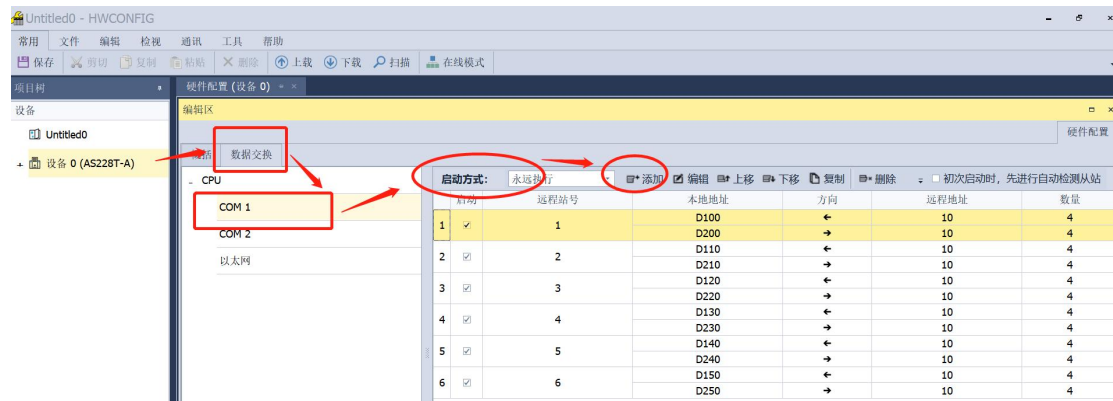 Untitled0 - HWCONFIG
常用 文件 编辑 检视 通讯 工具 帮助
保存 剪切 复制 粘贴 删除 上载 下载 扫描 在线模式
项目树 硬件配置 (设备 0)
设备 编辑区
Untitled0 硬件配置
设备 0 (AS228T-A) 数据交换
CPU 启动方式: 永远执行 添加 编辑 上移 下移 复制 删除 初次启动时，先进行自动检测从站
启动 远程站号 本地地址 方向 远程地址 数量
COM 1
1 1 D100 ← 10 4
D200 → 10 4
COM 2
2 2 D110 ← 10 4
D210 → 10 4
以太网
3 3 D120 ← 10 4
D220 → 10 4
4 4 D130 ← 10 4
D230 → 10 4
5 5 D140 ← 10 4
D240 → 10 4
6 6 D150 ← 10 4
D250 → 10 4